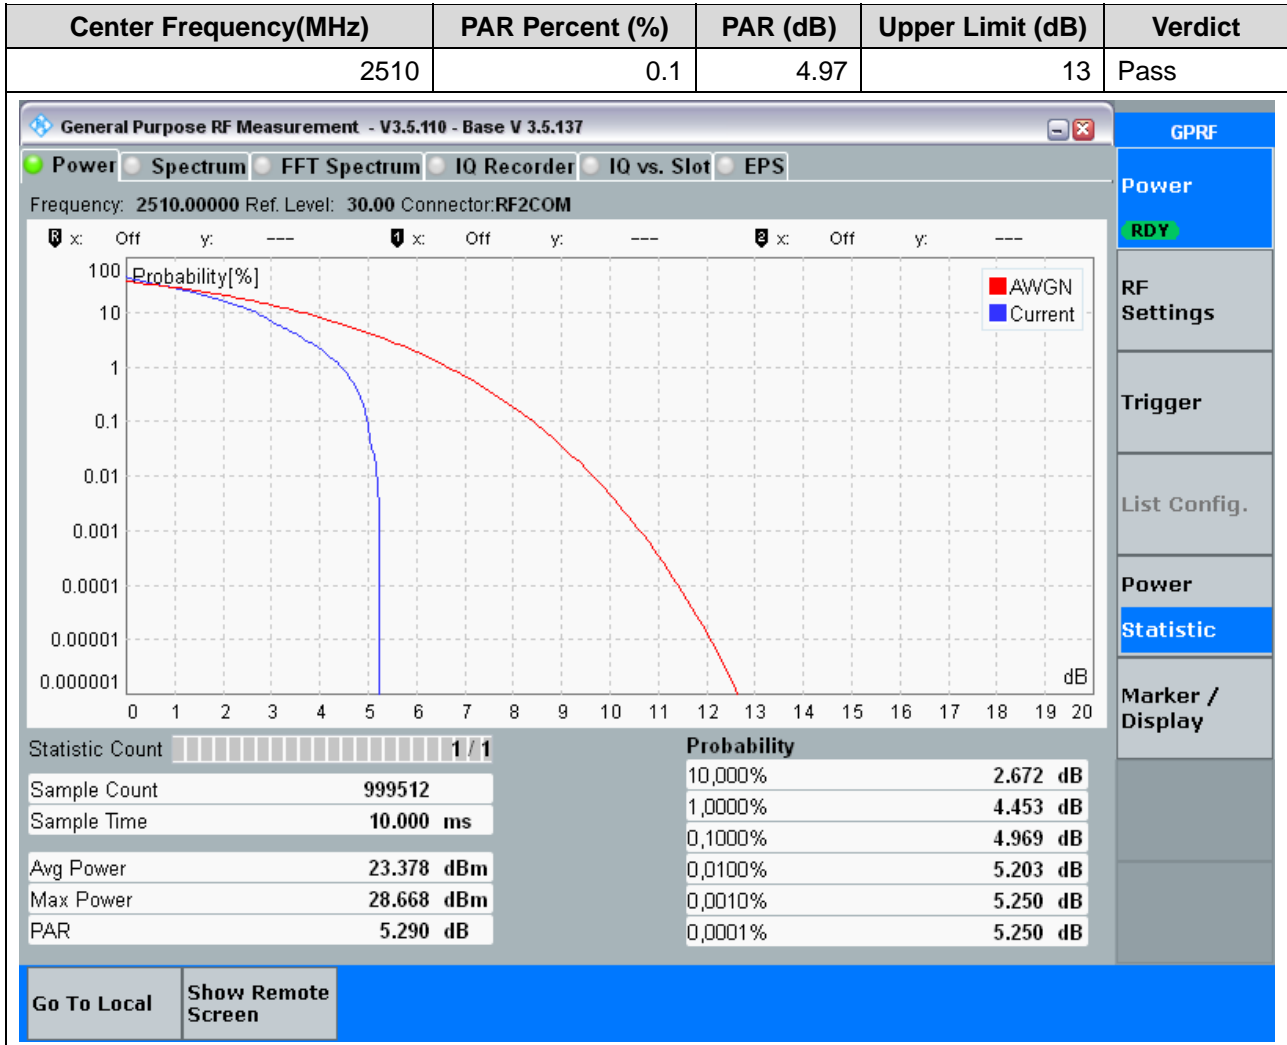 Center Frequency(MHz) PAR Percent (%) PAR (dB) Upper Limit (dB) Verdict
2510 0.1 4.97 13 Pass
General Purpose RF Measurement - V3.5.110 - Base V 3.5.137
GPRF
Power Spectrum FFT Spectrum IQ Recorder IQ vs. Slot EPS
Power
RDY
Frequency: 2510.00000 Ref. Level: 30.00 Connector:RF2COM
R x: Off y: --- 1 x: Off y: --- 2 x: Off y: ---
Probability[%]
AWGN
Current
100
10
1
0.1
0.01
0.001
0.0001
0.00001
0.000001
dB
0 1 2 3 4 5 6 7 8 9 10 11 12 13 14 15 16 17 18 19 20
RF
Settings
Trigger
List Config.
Power
Statistic
Marker /
Display
Statistic Count 1 / 1
Sample Count 999512
Sample Time 10.000 ms
Avg Power 23.378 dBm
Max Power 28.668 dBm
PAR 5.290 dB
Probability
10,000% 2.672 dB
1,0000% 4.453 dB
0,1000% 4.969 dB
0,0100% 5.203 dB
0,0010% 5.250 dB
0,0001% 5.250 dB
Go To Local
Show Remote
Screen